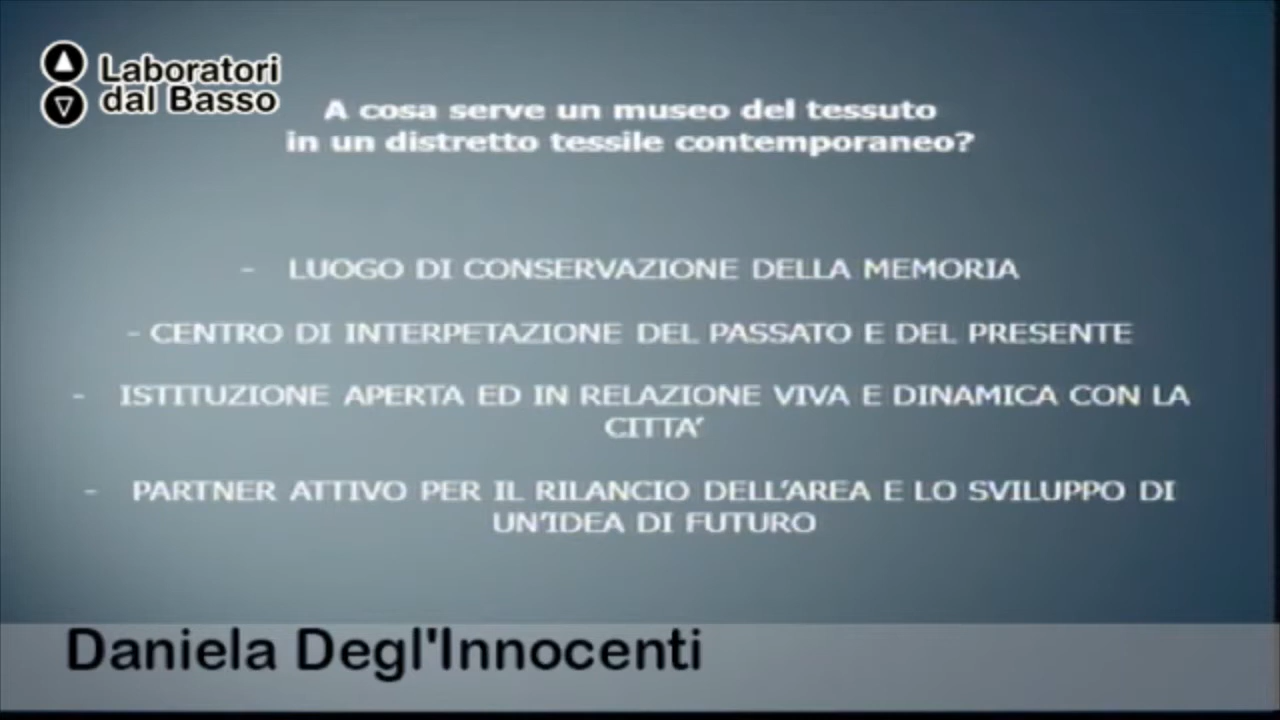 Laboratori
dal Basso
A cosa serve un museo del tessuto
in un distretto tessile contemporaneo?
- LUOGO DI CONSERVAZIONE DELLA MEMORIA
- CENTRO DI INTERPETAZIONE DEL PASSATO E DEL PRESENTE
- ISTITUZIONE APERTA ED IN RELAZIONE VIVA E DINAMICA CON LA
CITTA’
- PARTNER ATTIVO PER IL RILANCIO DELL’AREA E LO SVILUPPO DI
UN’IDEA DI FUTURO
Daniela Degl'Innocenti